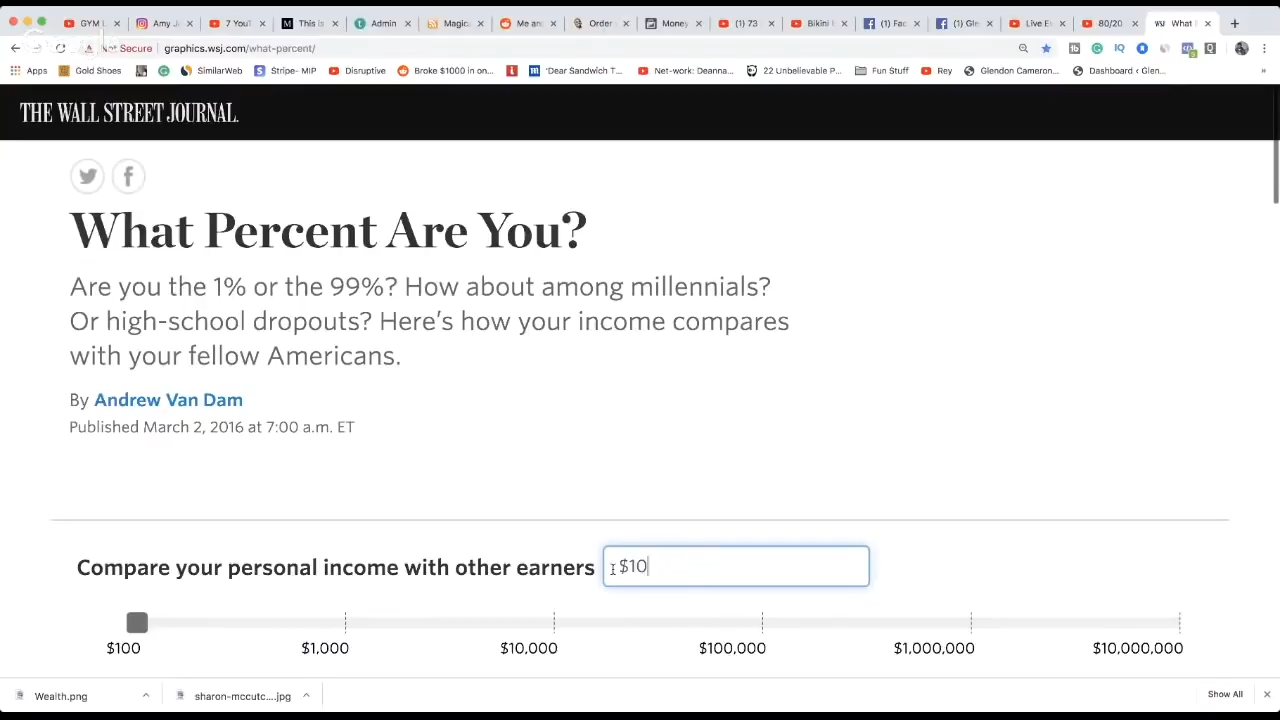 GYM L
Amy J
7 YouT
This is
Admin
Magica
Me and
Order
Money
(1) 73
Bikini
(1) Fac
(1) Gle
Live E
80/20
WSJ What
Google
Not Secure graphics.wsj.com/what-percent/
Apps Gold Shoes SimilarWeb Stripe- MIP Disruptive Broke $1000 in on... 'Dear Sandwich T... Net-work: Deanna... 22 Unbelievable P... Fun Stuff Rey Glendon Cameron... Dashboard ‹ Glen... »
THE WALL STREET JOURNAL.
What Percent Are You?
Are you the 1% or the 99%? How about among millennials?
Or high-school dropouts? Here's how your income compares
with your fellow Americans.
By Andrew Van Dam
Published March 2, 2016 at 7:00 a.m. ET
Compare your personal income with other earners $10
$100 $1,000 $10,000 $100,000 $1,000,000 $10,000,000
Wealth.png sharon-mccutc....jpg Show All